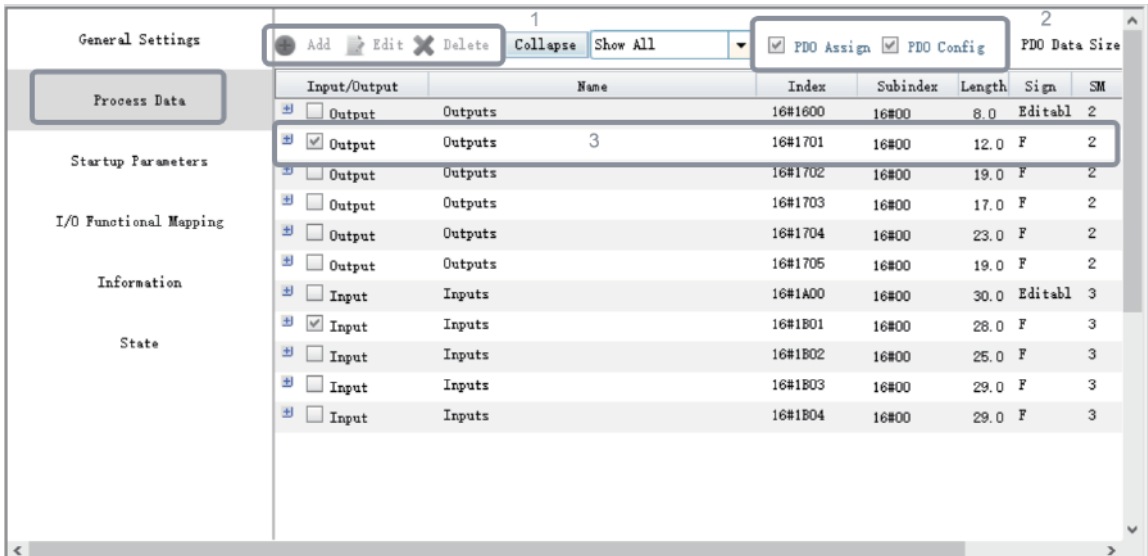 1 2
General Settings Add Edit Delete Collapse Show All PDO Assign PDO Config PDO Data Size
Process Data Input/Output Name Index Subindex Length Sign SM
Output Outputs 16#1600 16#00 8.0 Editabl 2
Output Outputs 3 16#1701 16#00 12.0 F 2
Startup Parameters Output Outputs 16#1702 16#00 19.0 F 2
Output Outputs 16#1703 16#00 17.0 F 2
I/O Functional Mapping Output Outputs 16#1704 16#00 23.0 F 2
Output Outputs 16#1705 16#00 19.0 F 2
Information Input Inputs 16#1A00 16#00 30.0 Editabl 3
Input Inputs 16#1B01 16#00 28.0 F 3
State Input Inputs 16#1B02 16#00 25.0 F 3
Input Inputs 16#1B03 16#00 29.0 F 3
Input Inputs 16#1B04 16#00 29.0 F 3